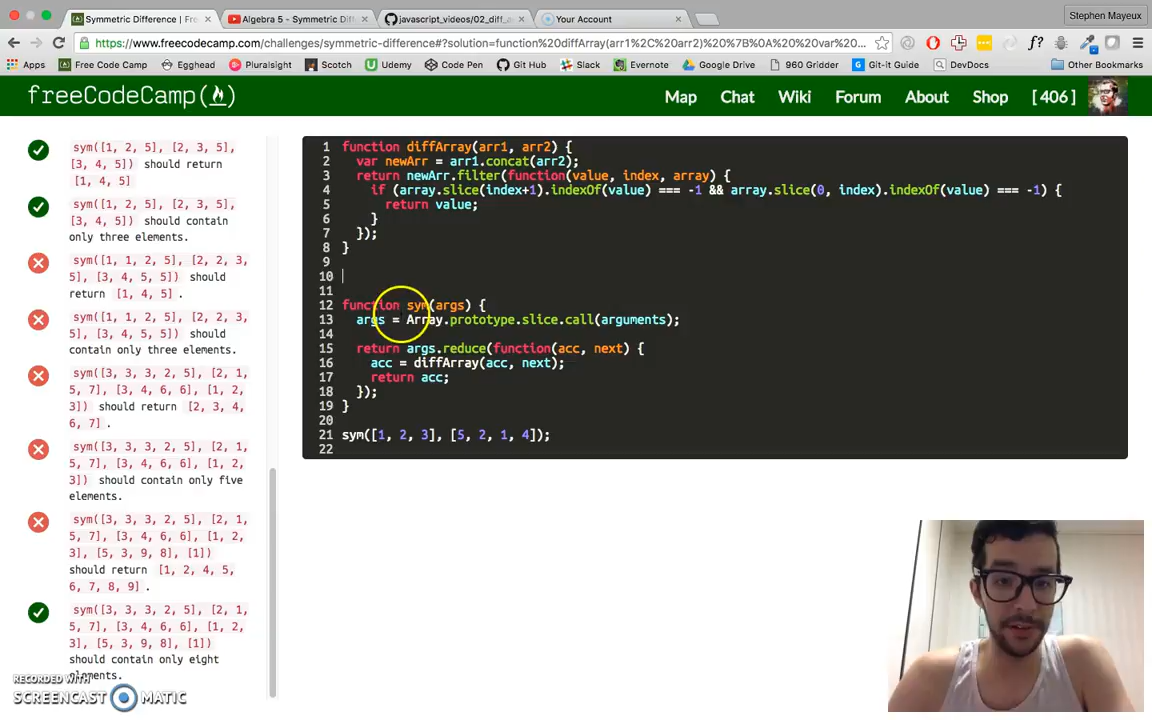 Stephen Mayeux
Symmetric Difference | Fre
Algebra 5 - Symmetric Dif
javascript_videos/02_diff_a
Your Account
https://www.freecodecamp.com/challenges/symmetric-difference#?solution=function%20diffArray(arr1%2C%20arr2)%20%7B%0A%20%20var%20...
f?
Apps Free Code Camp Egghead Pluralsight Scotch Udemy Code Pen Git Hub Slack Evernote Google Drive 960 Gridder Git-it Guide DevDocs Other Bookmarks
freeCodeCamp
Map Chat Wiki Forum About Shop [ 406 ]
sym([1, 2, 5], [2, 3, 5],
[3, 4, 5]) should return
[1, 4, 5]
sym([1, 2, 5], [2, 3, 5],
[3, 4, 5]) should contain
only three elements.
sym([1, 1, 2, 5], [2, 2, 3,
5], [3, 4, 5, 5]) should
return [1, 4, 5] .
sym([1, 1, 2, 5], [2, 2, 3,
5], [3, 4, 5, 5]) should
contain only three elements.
sym([3, 3, 3, 2, 5], [2, 1,
5, 7], [3, 4, 6, 6], [1, 2,
3]) should return [2, 3, 4,
6, 7] .
sym([3, 3, 3, 2, 5], [2, 1,
5, 7], [3, 4, 6, 6], [1, 2,
3]) should contain only five
elements.
sym([3, 3, 3, 2, 5], [2, 1,
5, 7], [3, 4, 6, 6], [1, 2,
3], [5, 3, 9, 8], [1])
should return [1, 2, 4, 5,
6, 7, 8, 9] .
sym([3, 3, 3, 2, 5], [2, 1,
5, 7], [3, 4, 6, 6], [1, 2,
3], [5, 3, 9, 8], [1])
should contain only eight
elements.
1 function diffArray(arr1, arr2) {
2 var newArr = arr1.concat(arr2);
3 return newArr.filter(function(value, index, array) {
4 if (array.slice(index+1).indexOf(value) === -1 && array.slice(0, index).indexOf(value) === -1) {
5 return value;
6 }
7 });
8 }
9
10
11
12 function sym(args) {
13 args = Array.prototype.slice.call(arguments);
14
15 return args.reduce(function(acc, next) {
16 acc = diffArray(acc, next);
17 return acc;
18 });
19 }
20
21 sym([1, 2, 3], [5, 2, 1, 4]);
22
RECORDED WITH
SCREENCAST MATIC